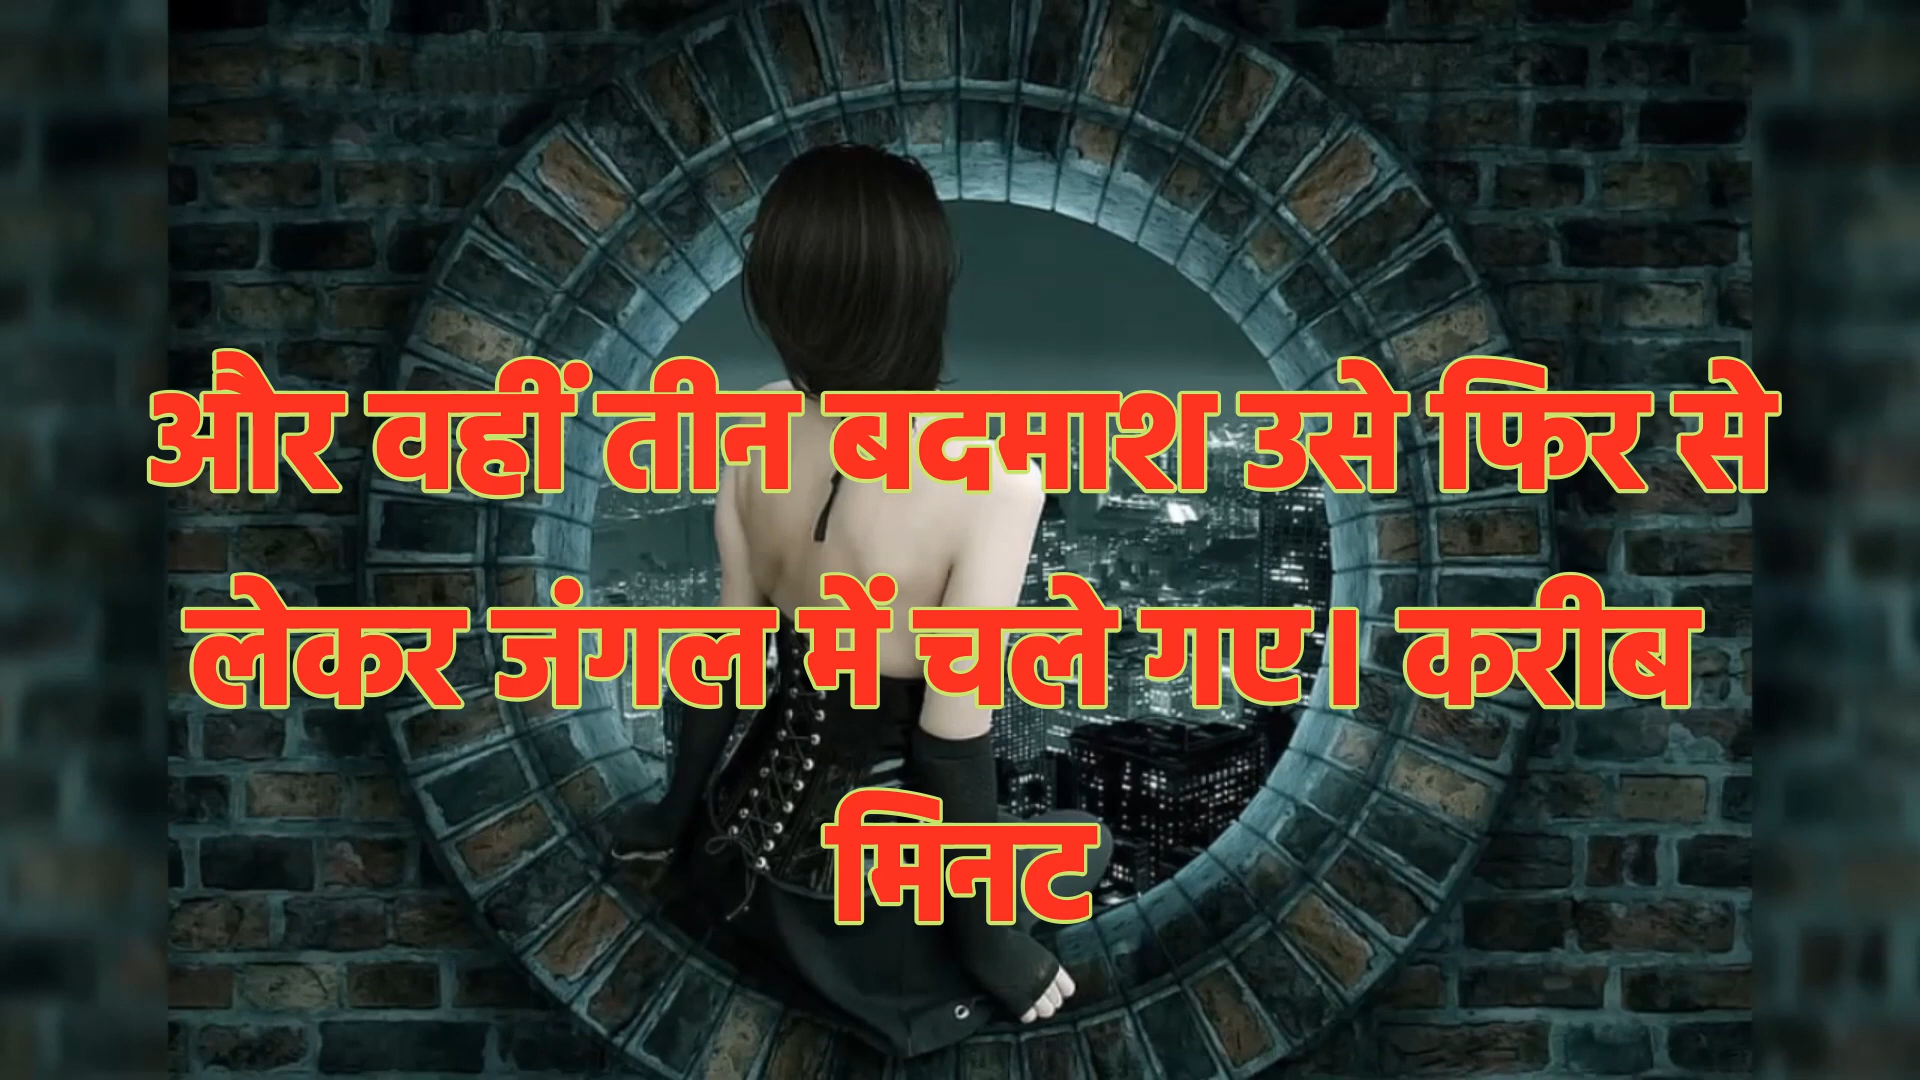 और वहीं तीन बदमाश उसे फिर से
लेकर जंगल में चले गए। करीब
मिनट